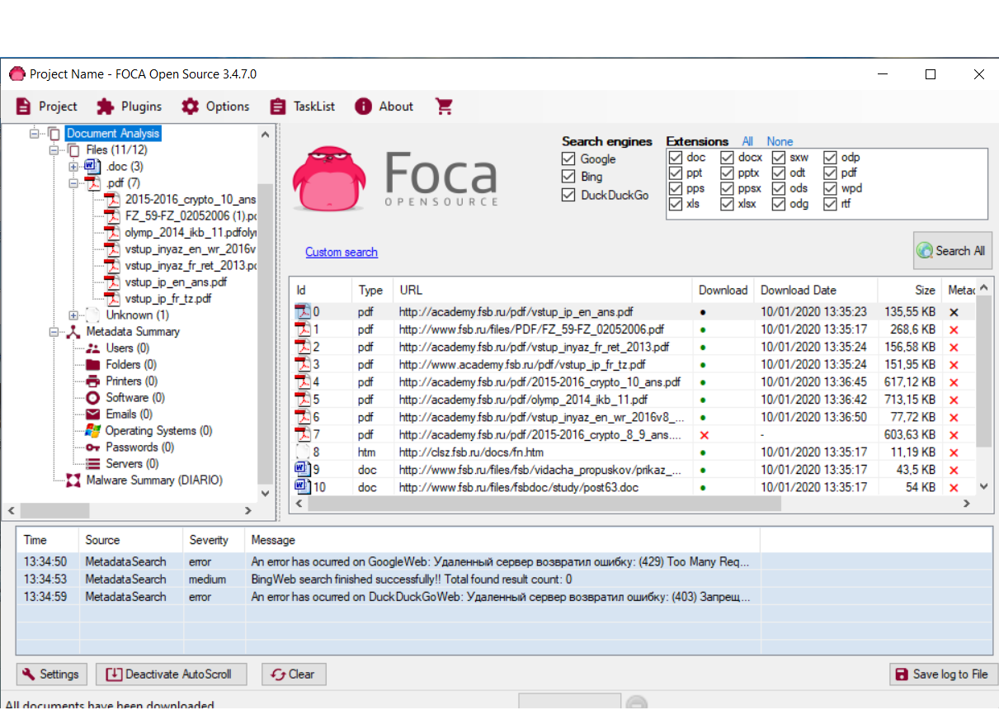 Project Name - FOCA Open Source 3.4.7.0
Project Plugins Options TaskList About
Document Analysis
Files (11/12)
.doc (3)
.pdf (7)
2015-2016_crypto_10_ans
FZ_59-FZ_02052006 (1).pd
olymp_2014_ikb_11.pdfolyr
vstup_inyaz_en_wr_2016v
vstup_inyaz_fr_ret_2013.pd
vstup_ip_en_ans.pdf
vstup_ip_fr_tz.pdf
Unknown (1)
Metadata Summary
Users (0)
Folders (0)
Printers (0)
Software (0)
Emails (0)
Operating Systems (0)
Passwords (0)
Servers (0)
Malware Summary (DIARIO)
Foca
OPENSOURCE
Search engines
Google
Bing
DuckDuckGo
Extensions All None
doc docx sxw odp
ppt pptx odt pdf
pps ppsx ods wpd
xls xlsx odg rtf
Custom search
Search All
Id Type URL Download Download Date Size Metac
0 pdf http://academy.fsb.ru/pdf/vstup_ip_en_ans.pdf 10/01/2020 13:35:23 135,55 KB
1 pdf http://www.fsb.ru/files/PDF/FZ_59-FZ_02052006.pdf 10/01/2020 13:35:17 268,6 KB
2 pdf http://academy.fsb.ru/pdf/vstup_inyaz_fr_ret_2013.pdf 10/01/2020 13:35:24 156,58 KB
3 pdf http://www.academy.fsb.ru/pdf/vstup_ip_fr_tz.pdf 10/01/2020 13:35:24 151,95 KB
4 pdf http://academy.fsb.ru/pdf/2015-2016_crypto_10_ans.pdf 10/01/2020 13:36:45 617,12 KB
5 pdf http://academy.fsb.ru/pdf/olymp_2014_ikb_11.pdf 10/01/2020 13:36:42 713,15 KB
6 pdf http://academy.fsb.ru/pdf/vstup_inyaz_en_wr_2016v8_... 10/01/2020 13:36:50 77,72 KB
7 pdf http://academy.fsb.ru/pdf/2015-2016_crypto_8_9_ans.... - 603,63 KB
8 htm http://clsz.fsb.ru/docs/fn.htm 10/01/2020 13:35:17 11,19 KB
9 doc http://www.fsb.ru/files/fsb/vidacha_propuskov/prikaz_... 10/01/2020 13:35:17 43,5 KB
10 doc http://www.fsb.ru/files/fsbdoc/study/post63.doc 10/01/2020 13:35:17 54 KB
Time Source Severity Message
13:34:50 MetadataSearch error An error has ocurred on GoogleWeb: Удаленный сервер возвратил ошибку: (429) Too Many Req...
13:34:53 MetadataSearch medium BingWeb search finished successfully!! Total found result count: 0
13:34:59 MetadataSearch error An error has ocurred on DuckDuckGoWeb: Удаленный сервер возвратил ошибку: (403) Запрещ...
Settings Deactivate AutoScroll Clear Save log to File
All documents have been downloaded